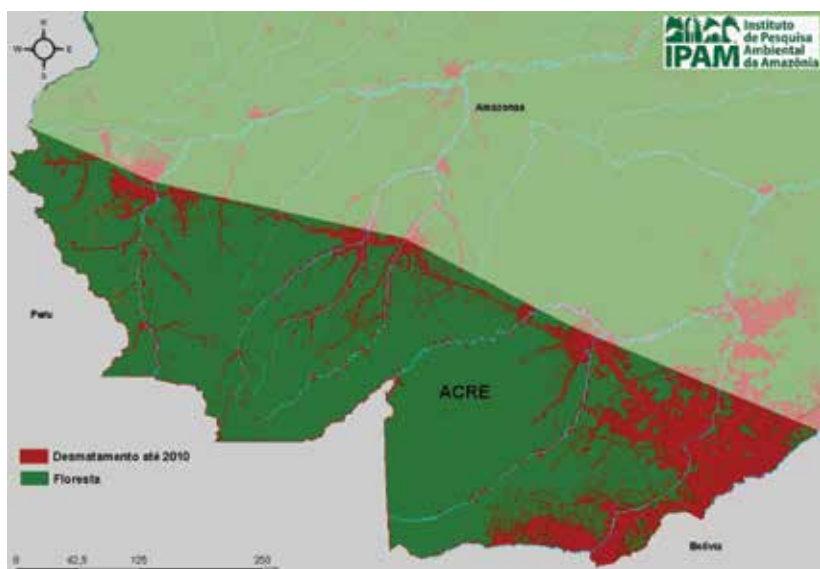 N
W E
S
IPAM
Instituto
de Pesquisa
Ambiental
da Amazônia
Amazonas
Peru
ACRE
Desmatamento até 2010
Floresta
Bolivia
0 62,5 125 250